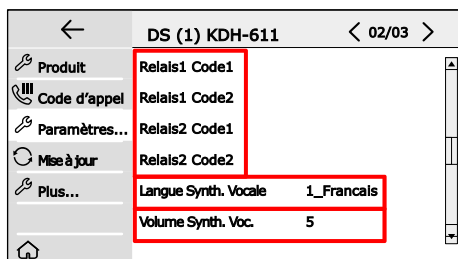 DS (1) KDH-611
02/03
Produit
Code d'appel
Paramètres...
Mise à jour
Plus...
Relais1 Code1
Relais1 Code2
Relais2 Code1
Relais2 Code2
Langue Synth. Vocale 1_Francais
Volume Synth. Voc. 5